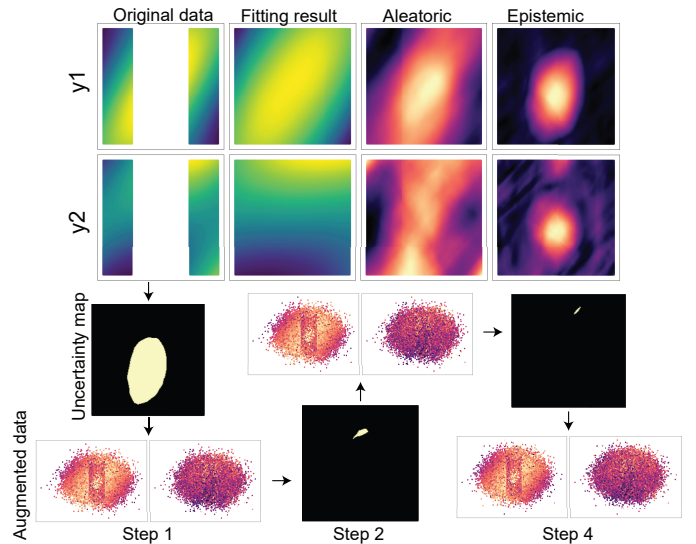 Original data
Fitting result
Aleatoric
Epistemic
y1
y2
Uncertainty map
Augmented data
Step 1
Step 2
Step 4